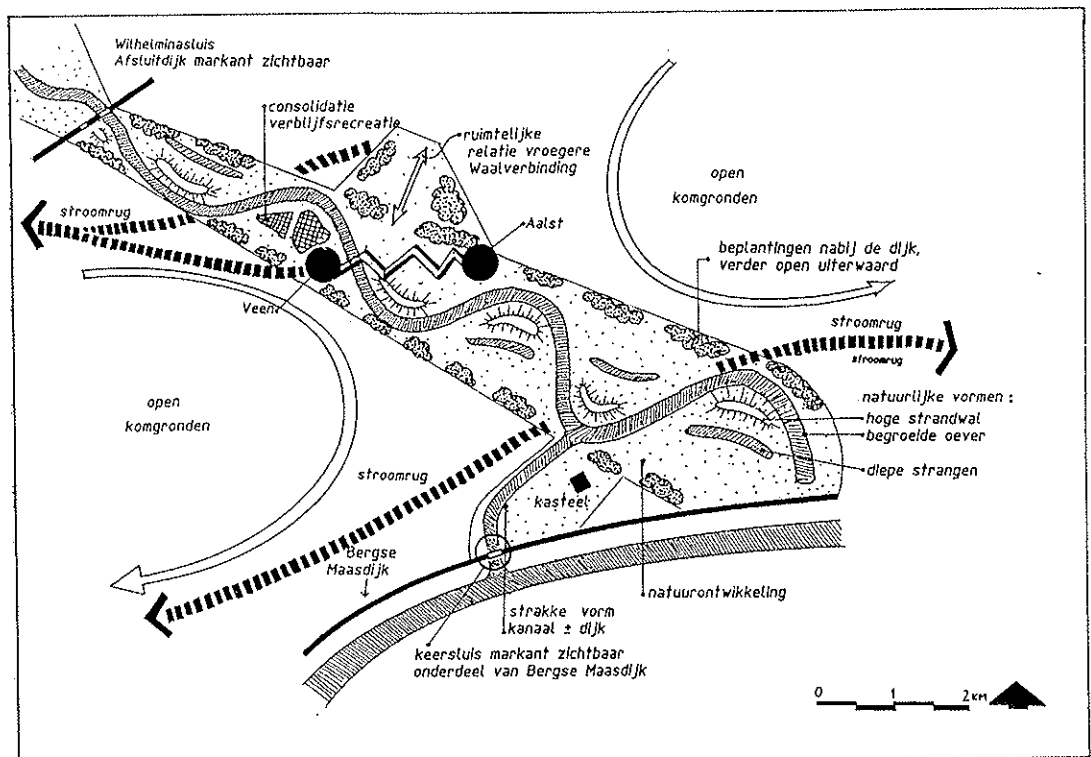 Wilhelminasluis
Afsluitdijk markant zichtbaar
consolidatie
verblijfsrecreatie
ruimtelijke
relatie vroegere
Waalverbinding
open
komgronden
stroomrug
Aalst
beplantingen nabij de dijk,
verder open uiterwaard
Veen
stroomrug
stroomrug
open
komgronden
natuurlijke vormen :
hoge strandwal
begroeide oever
diepe strangen
stroomrug
kasteel
Bergse
Maasdijk
natuurontwikkeling
strakke vorm
kanaal ± dijk
keersluis markant zichtbaar
onderdeel van Bergse Maasdijk
0 1 2 KM